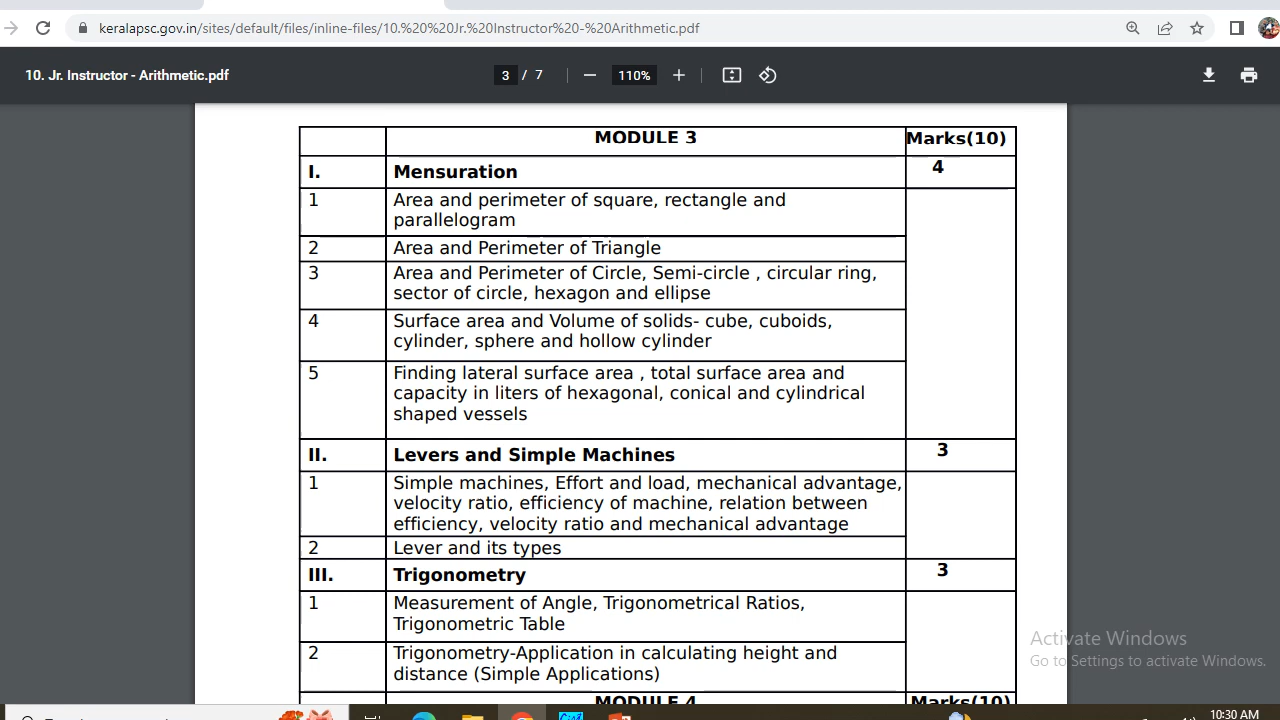 keralapsc.gov.in/sites/default/files/inline-files/10.%20%20Jr.%20Instructor%20-%20Arithmetic.pdf
10. Jr. Instructor - Arithmetic.pdf
3 / 7
110%
MODULE 3 Marks(10)
I. Mensuration 4
1 Area and perimeter of square, rectangle and
parallelogram
2 Area and Perimeter of Triangle
3 Area and Perimeter of Circle, Semi-circle , circular ring,
sector of circle, hexagon and ellipse
4 Surface area and Volume of solids- cube, cuboids,
cylinder, sphere and hollow cylinder
5 Finding lateral surface area , total surface area and
capacity in liters of hexagonal, conical and cylindrical
shaped vessels
II. Levers and Simple Machines 3
1 Simple machines, Effort and load, mechanical advantage,
velocity ratio, efficiency of machine, relation between
efficiency, velocity ratio and mechanical advantage
2 Lever and its types
III. Trigonometry 3
1 Measurement of Angle, Trigonometrical Ratios,
Trigonometric Table
2 Trigonometry-Application in calculating height and
distance (Simple Applications)
MODULE 4 Marks(10)
Activate Windows
Go to Settings to activate Windows.
10:30 AM